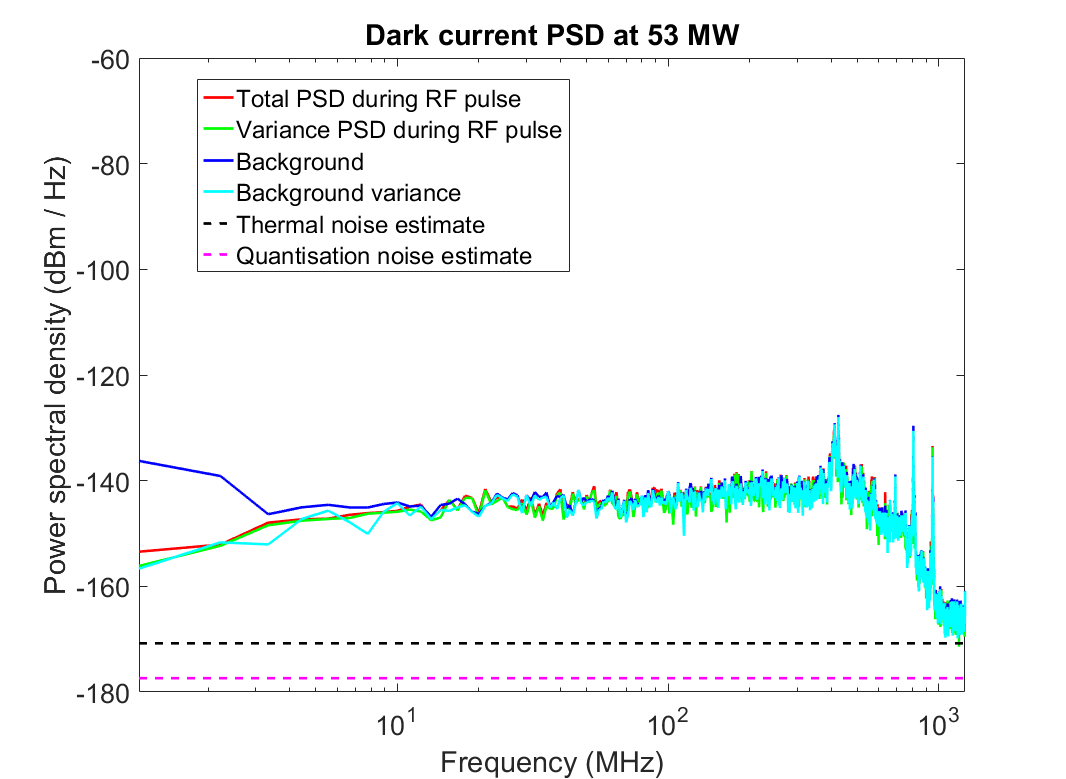 Dark current PSD at 53 MW
-60
-80
-100
-120
-140
-160
-180
Power spectral density (dBm / Hz)
Total PSD during RF pulse
Variance PSD during RF pulse
Background
Background variance
Thermal noise estimate
Quantisation noise estimate
10^1
10^2
10^3
Frequency (MHz)